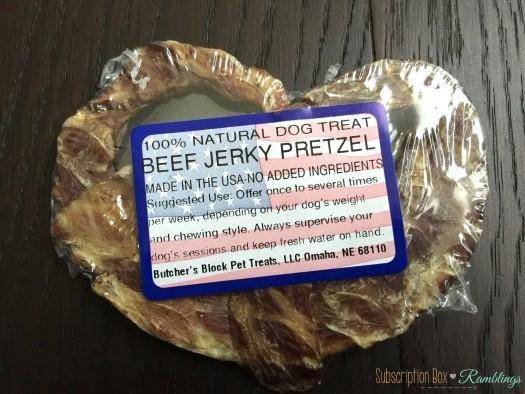 100% NATURAL DOG TREAT
BEEF JERKY PRETZEL
MADE IN THE USA-NO ADDED INGREDIENTS
Suggested Use: Offer once to several times
per week, depending on your dog's weight
and chewing style. Always supervise your
dog's sessions and keep fresh water on hand.
Butcher's Block Pet Treats, LLC Omaha, NE 68110
Subscription Box ♥ Ramblings